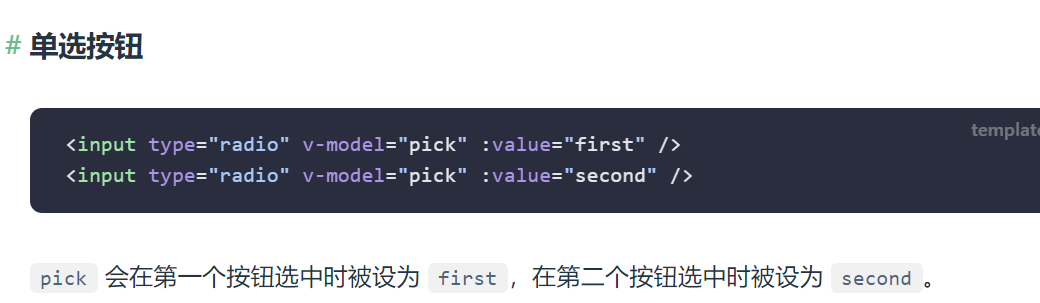 # 单选按钮
template
<input type="radio" v-model="pick" :value="first" />
<input type="radio" v-model="pick" :value="second" />
pick 会在第一个按钮选中时被设为 first，在第二个按钮选中时被设为 second。